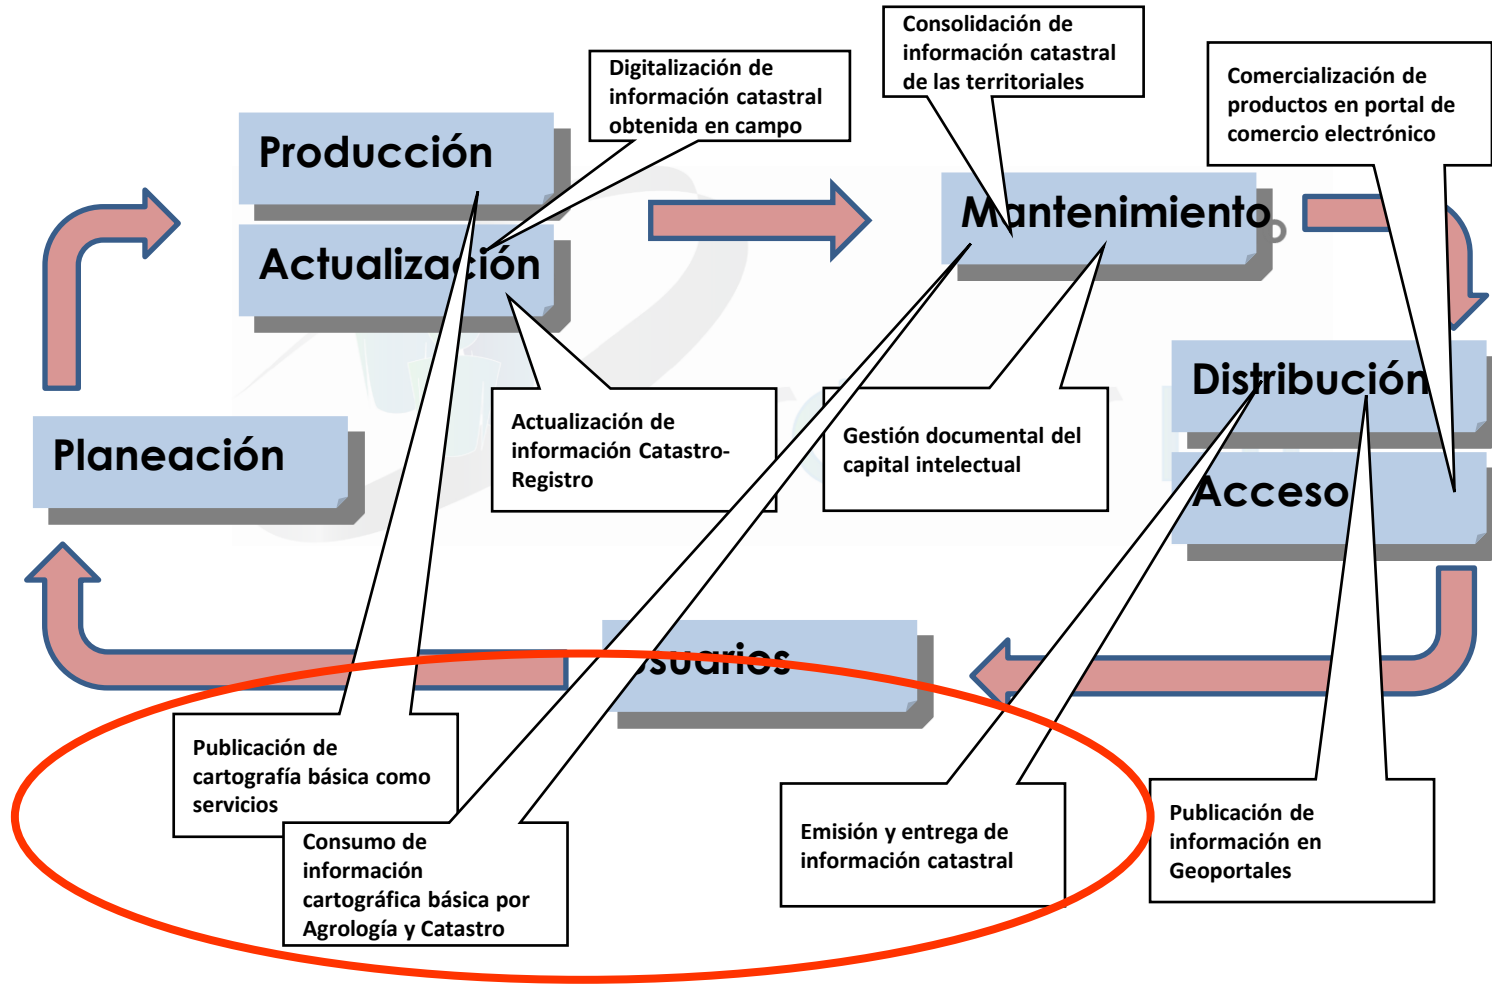 Consolidación de
información catastral
de las territoriales
Digitalización de
información catastral
obtenida en campo
Comercialización de
productos en portal de
comercio electrónico
Producción
Actualización
Mantenimiento
Distribución
Acceso
Planeación
Actualización de
información Catastro-
Registro
Gestión documental del
capital intelectual
Usuarios
Publicación de
cartografía básica como
servicios
Consumo de
información
cartográfica básica por
Agrología y Catastro
Emisión y entrega de
información catastral
Publicación de
información en
Geoportales